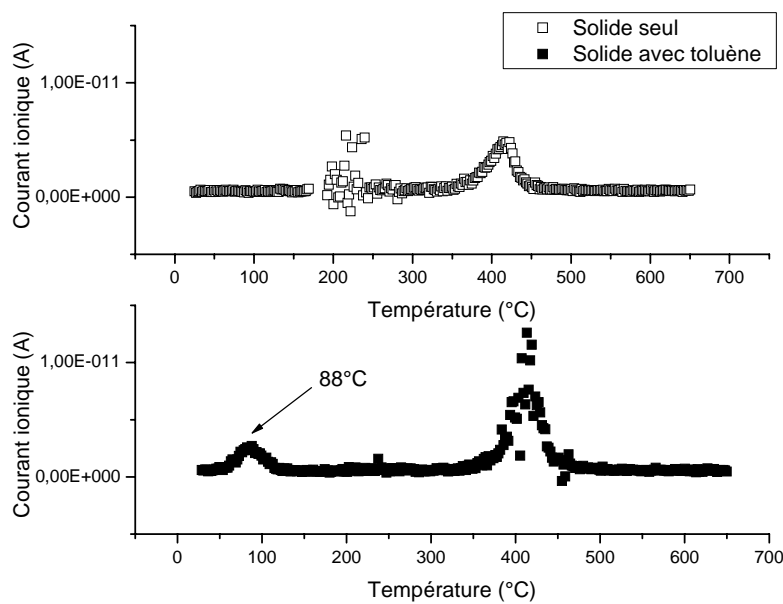 Solide seul
Solide avec toluène
Courant ionique (A)
1,00E-011
0,00E+000
0 100 200 300 400 500 600 700
Température (°C)
Courant ionique (A)
1,00E-011
0,00E+000
88°C
0 100 200 300 400 500 600 700
Température (°C)